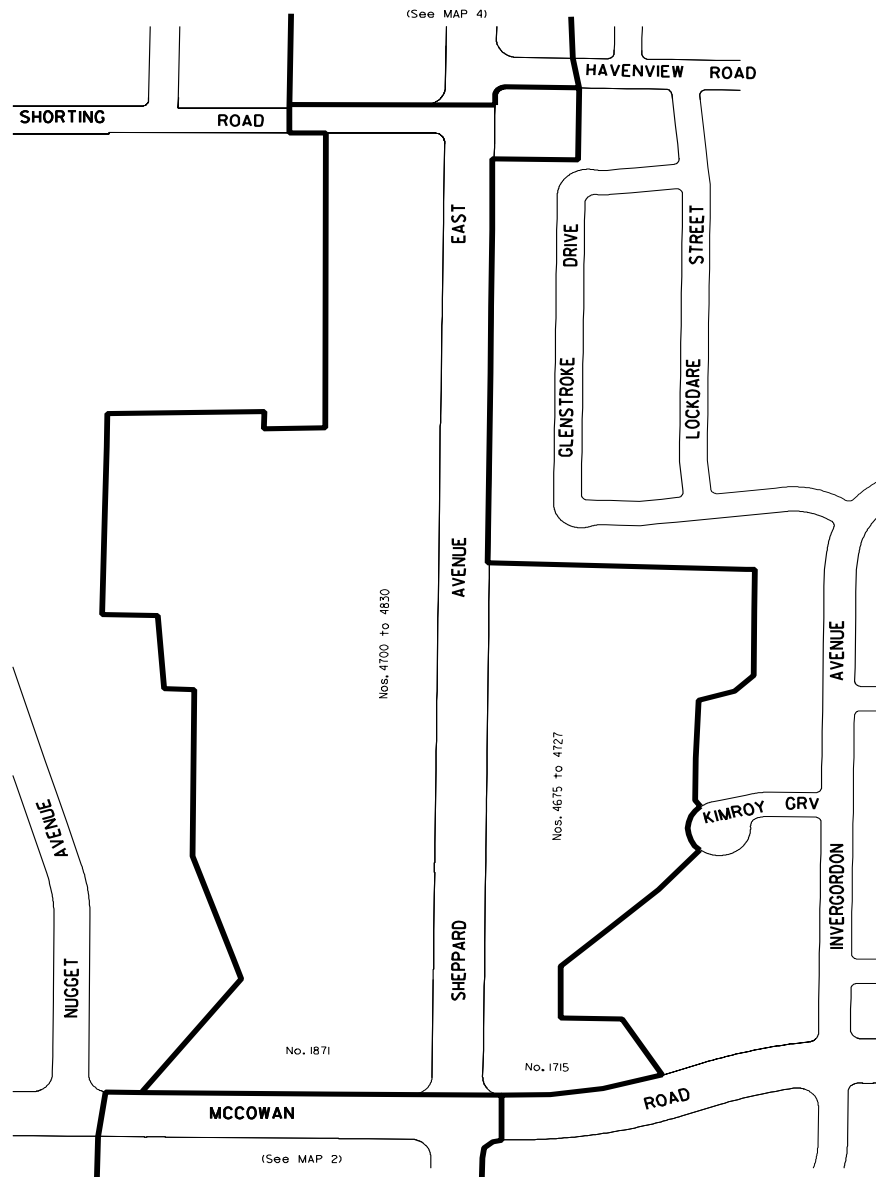 (See MAP 4)
HAVENVIEW ROAD
SHORTING ROAD
EAST
DRIVE
STREET
GLENSTROKE
LOCKDARE
AVENUE
Nos. 4700 to 4830
AVENUE
Nos. 4675 to 4727
KIMROY GRV
AVENUE
INVERGORDON
SHEPPARD
NUGGET
No. 1871
No. 1715
MCCOWAN ROAD
(See MAP 2)